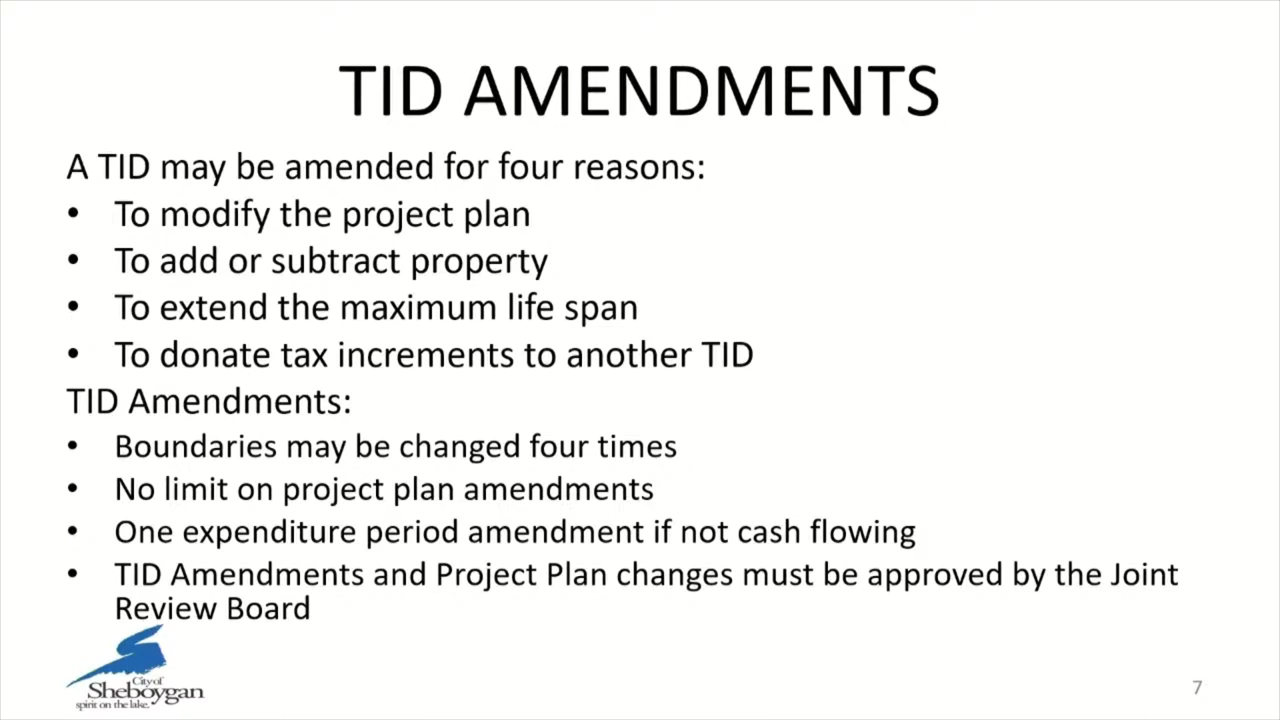 TID AMENDMENTS
A TID may be amended for four reasons:
• To modify the project plan
• To add or subtract property
• To extend the maximum life span
• To donate tax increments to another TID
TID Amendments:
• Boundaries may be changed four times
• No limit on project plan amendments
• One expenditure period amendment if not cash flowing
• TID Amendments and Project Plan changes must be approved by the Joint
Review Board
City of
Sheboygan
spirit on the lake.
7